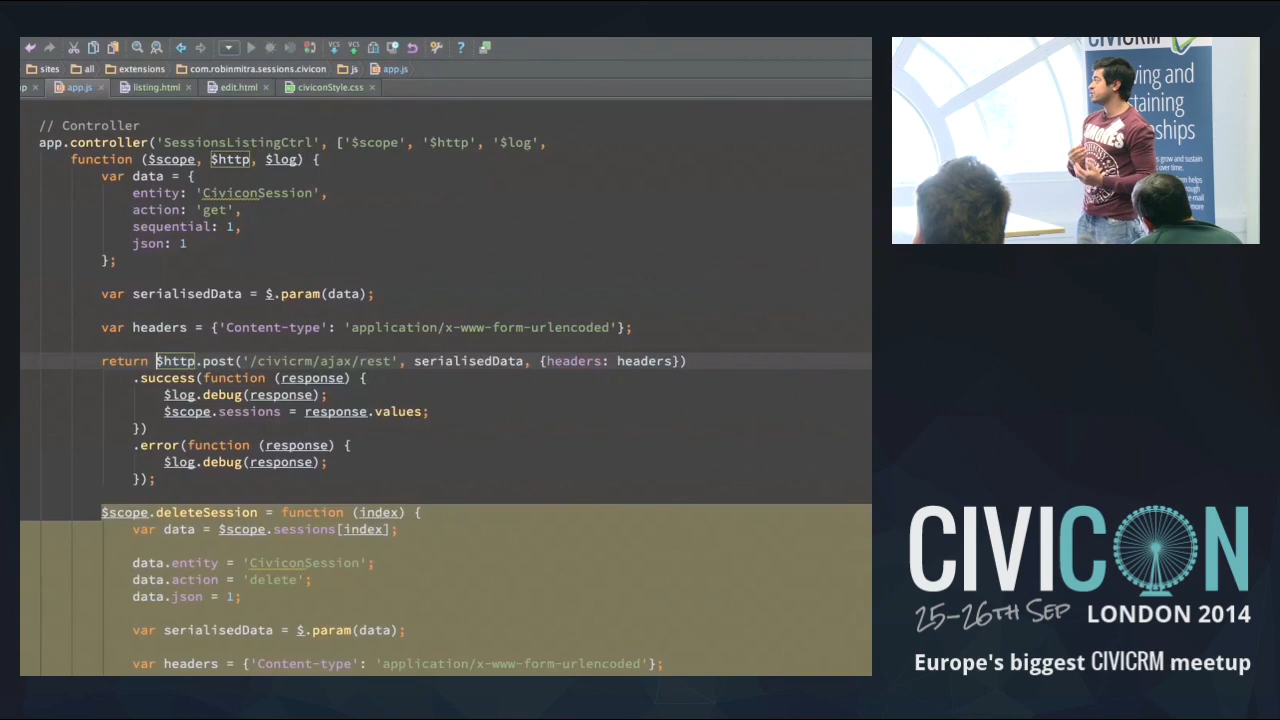 sites all extensions com.robinmitra.sessions.civicon js app.js
p app.js listing.html edit.html civiconStyle.css
// Controller
app.controller('SessionsListingCtrl', ['$scope', '$http', '$log',
function ($scope, $http, $log) {
var data = {
entity: 'CiviconSession',
action: 'get',
sequential: 1,
json: 1
};
var serialisedData = $.param(data);
var headers = {'Content-type': 'application/x-www-form-urlencoded'};
return $http.post('/civicrm/ajax/rest', serialisedData, {headers: headers})
.success(function (response) {
$log.debug(response);
$scope.sessions = response.values;
})
.error(function (response) {
$log.debug(response);
});
$scope.deleteSession = function (index) {
var data = $scope.sessions[index];
data.entity = 'CiviconSession';
data.action = 'delete';
data.json = 1;
var serialisedData = $.param(data);
var headers = {'Content-type': 'application/x-www-form-urlencoded'};
CIVICRM
ving and
taining
ships
RAMONES
CIVICON
25-26TH SEP LONDON 2014
Europe's biggest CIVICRM meetup